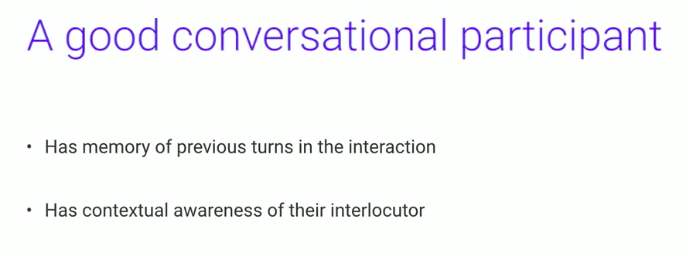 A good conversational participant
• Has memory of previous turns in the interaction
• Has contextual awareness of their interlocutor